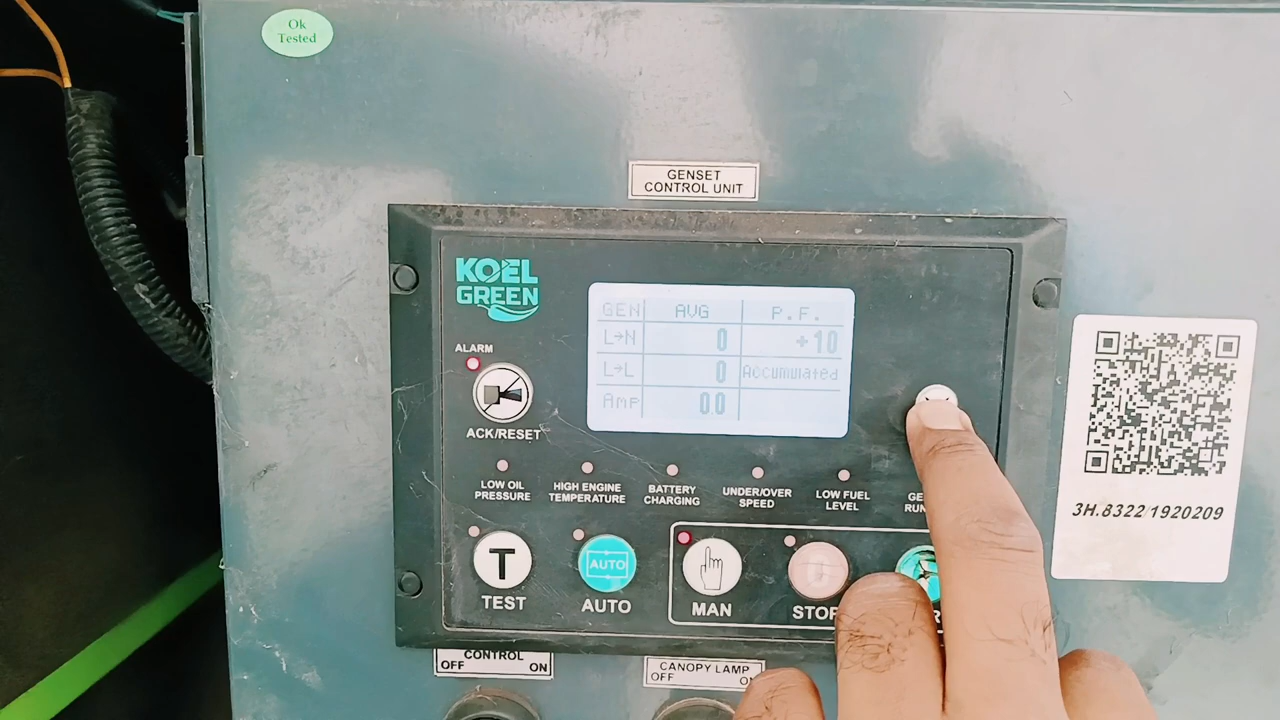 Ok
Tested
GENSET
CONTROL UNIT
KOEL
GREEN
GEN AVG P.F.
L→N 0 +10
L→L 0 Accumulated
Amp 0.0
ALARM
ACK/RESET
LOW OIL
PRESSURE
HIGH ENGINE
TEMPERATURE
BATTERY
CHARGING
UNDER/OVER
SPEED
LOW FUEL
LEVEL
T
TEST
AUTO
AUTO
MAN
STOP
CONTROL
OFF ON
CANOPY LAMP
OFF
3H.8322 1920209